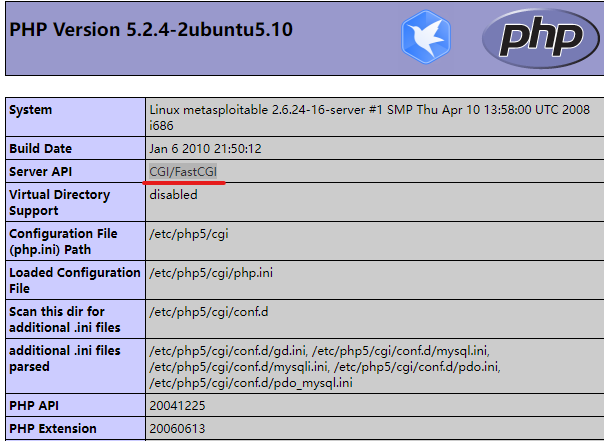 PHP Version 5.2.4-2ubuntu5.10
php
System
Linux metasploitable 2.6.24-16-server #1 SMP Thu Apr 10 13:58:00 UTC 2008
i686
Build Date
Jan 6 2010 21:50:12
Server API
CGI/FastCGI
Virtual Directory
Support
disabled
Configuration File
(php.ini) Path
/etc/php5/cgi
Loaded Configuration
File
/etc/php5/cgi/php.ini
Scan this dir for
additional .ini files
/etc/php5/cgi/conf.d
additional .ini files
parsed
/etc/php5/cgi/conf.d/gd.ini, /etc/php5/cgi/conf.d/mysql.ini,
/etc/php5/cgi/conf.d/mysqli.ini, /etc/php5/cgi/conf.d/pdo.ini,
/etc/php5/cgi/conf.d/pdo_mysql.ini
PHP API
20041225
PHP Extension
20060613